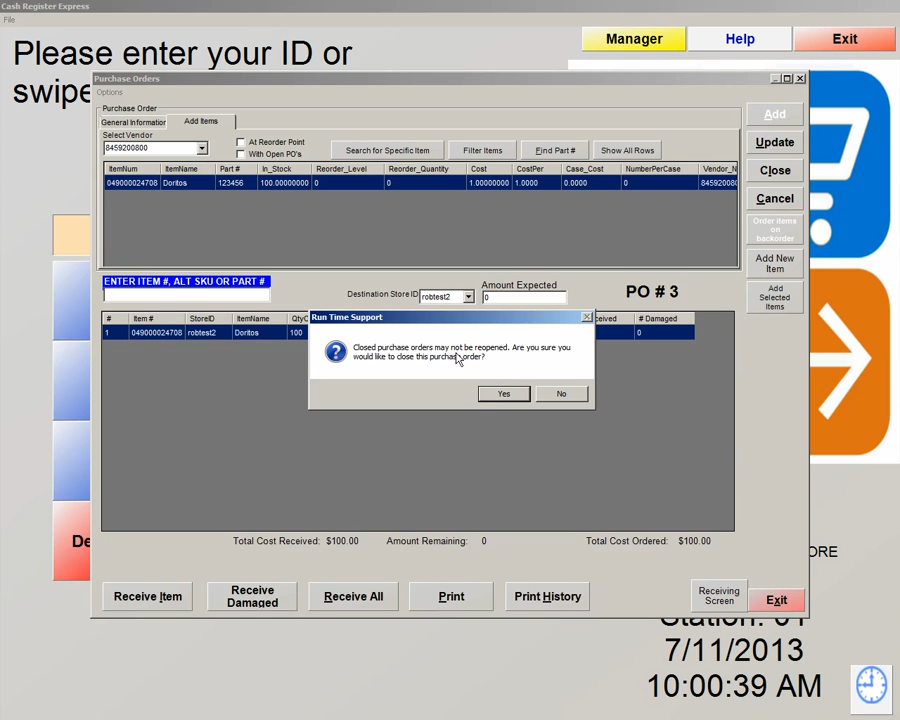 Cash Register Express
File
Please enter your ID or
swipe
Manager
Help
Exit
Purchase Orders
Options
Purchase Order
General Information
Add Items
Select Vendor
8459200800
At Reorder Point
With Open PO's
Search for Specific Item
Filter Items
Find Part #
Show All Rows
ItemNum ItemName Part # In_Stock Reorder_Level Reorder_Quantity Cost CostPer Case_Cost NumberPerCase Vendor_N
049000024708 Doritos 123456 100.00000000 0 0 1.00000000 1.0000 0.0000 0 84592008
Add
Update
Close
Cancel
Order items
on
backorder
Add New
Item
Add
Selected
Items
ENTER ITEM #, ALT SKU OR PART #
Destination Store ID robtest2
Amount Expected
0
PO # 3
# Item # StoreID ItemName QtyO ceived # Damaged
1 049000024708 robtest2 Doritos 100 0
Run Time Support
Closed purchase orders may not be reopened. Are you sure you
would like to close this purchase order?
Yes
No
Total Cost Received: $100.00 Amount Remaining: 0 Total Cost Ordered: $100.00
De
ORE
Receive Item
Receive
Damaged
Receive All
Print
Print History
Receiving
Screen
Exit
Station: 01
7/11/2013
10:00:39 AM